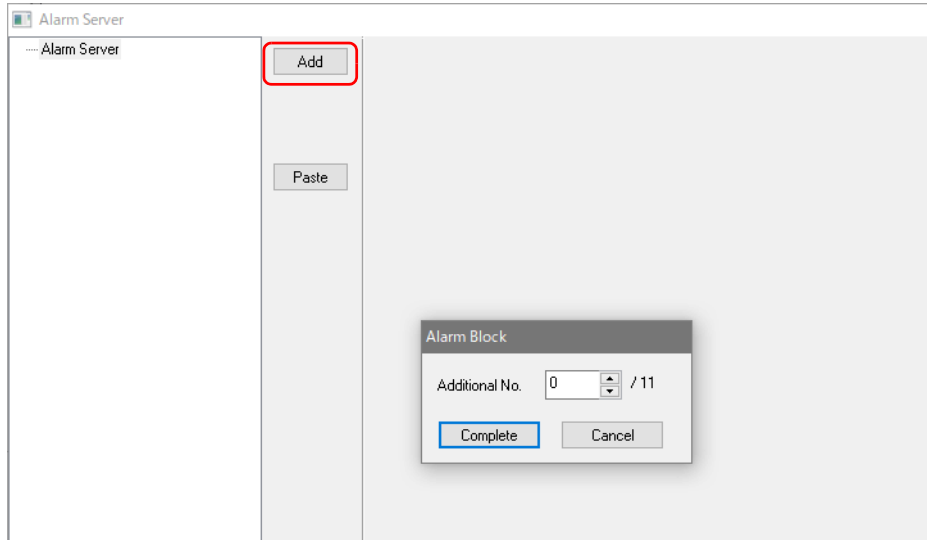 Alarm Server
Alarm Server
Add
Paste
Alarm Block
Additional No. 0 / 11
Complete Cancel